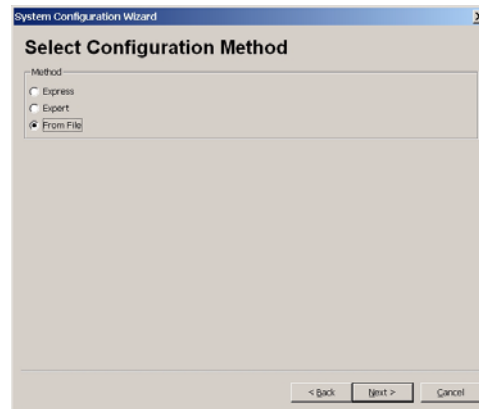 System Configuration Wizard
Select Configuration Method
Method
Express
Expert
From File
< Back
Next >
Cancel